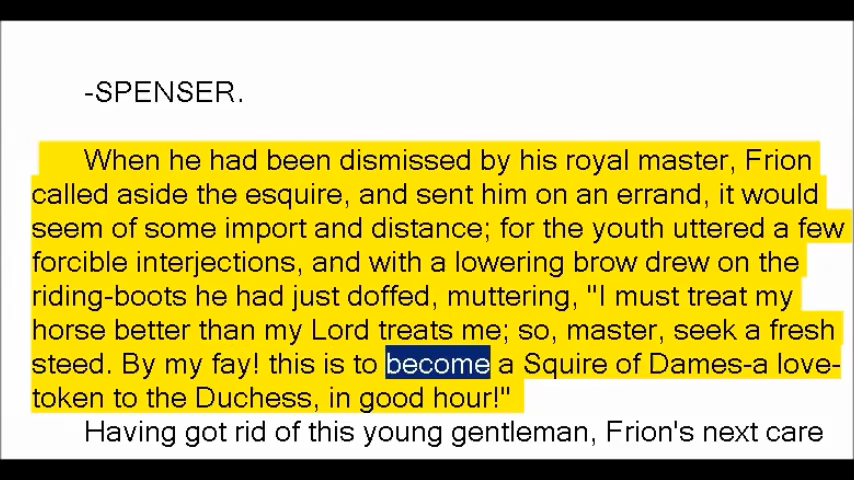 -SPENSER.
When he had been dismissed by his royal master, Frion
called aside the esquire, and sent him on an errand, it would
seem of some import and distance; for the youth uttered a few
forcible interjections, and with a lowering brow drew on the
riding-boots he had just doffed, muttering, "I must treat my
horse better than my Lord treats me; so, master, seek a fresh
steed. By my fay! this is to become a Squire of Dames-a love-
token to the Duchess, in good hour!"
Having got rid of this young gentleman, Frion's next care